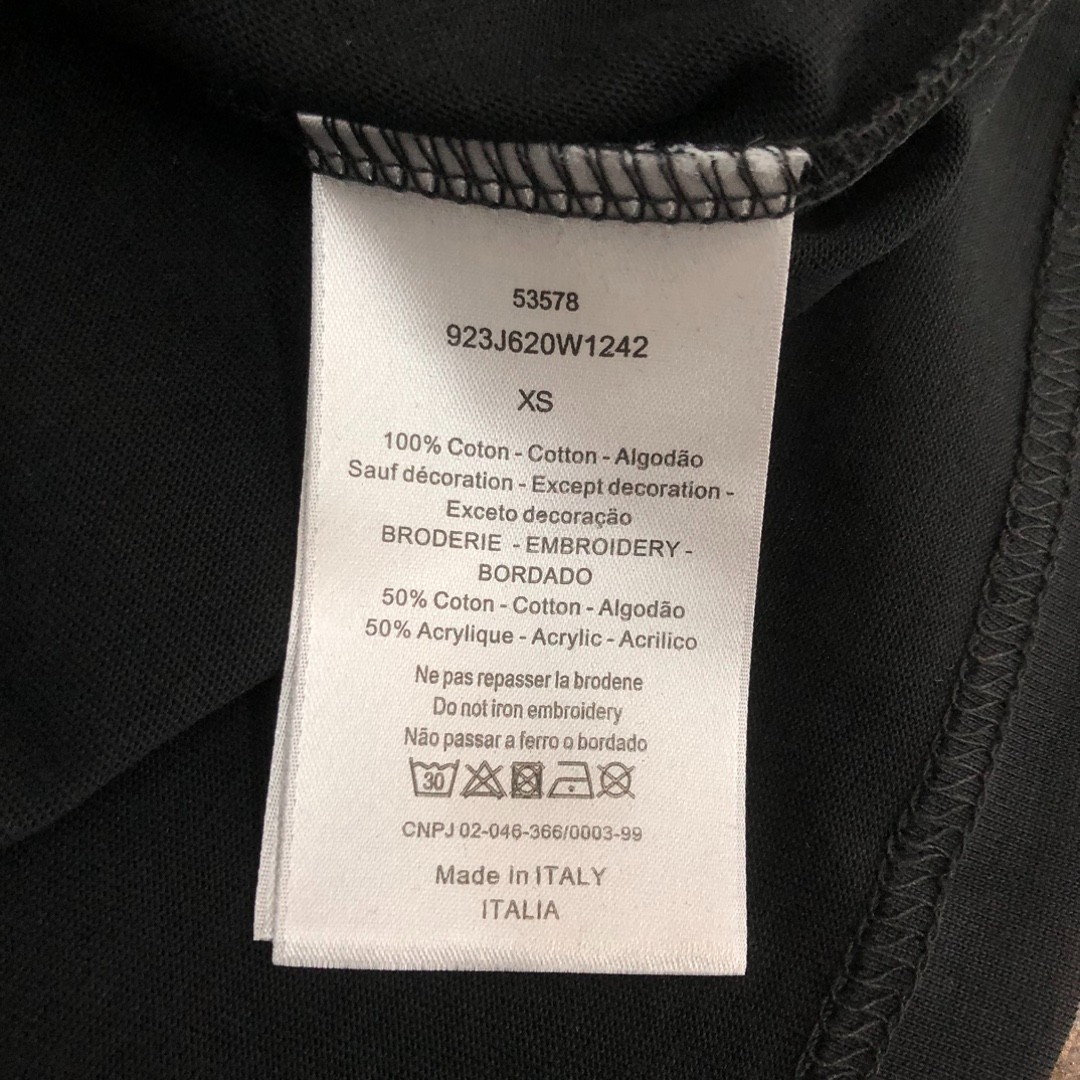 53578
923J620W1242
XS
100% Coton - Cotton - Algodão
Sauf décoration - Except decoration -
Exceto decoração
BRODERIE - EMBROIDERY -
BORDADO
50% Coton - Cotton - Algodão
50% Acrylique - Acrylic - Acrilico
Ne pas repasser la brodene
Do not iron embroidery
Não passar a ferro o bordado
30
CNPJ 02-046-366/0003-99
Made in ITALY
ITALIA